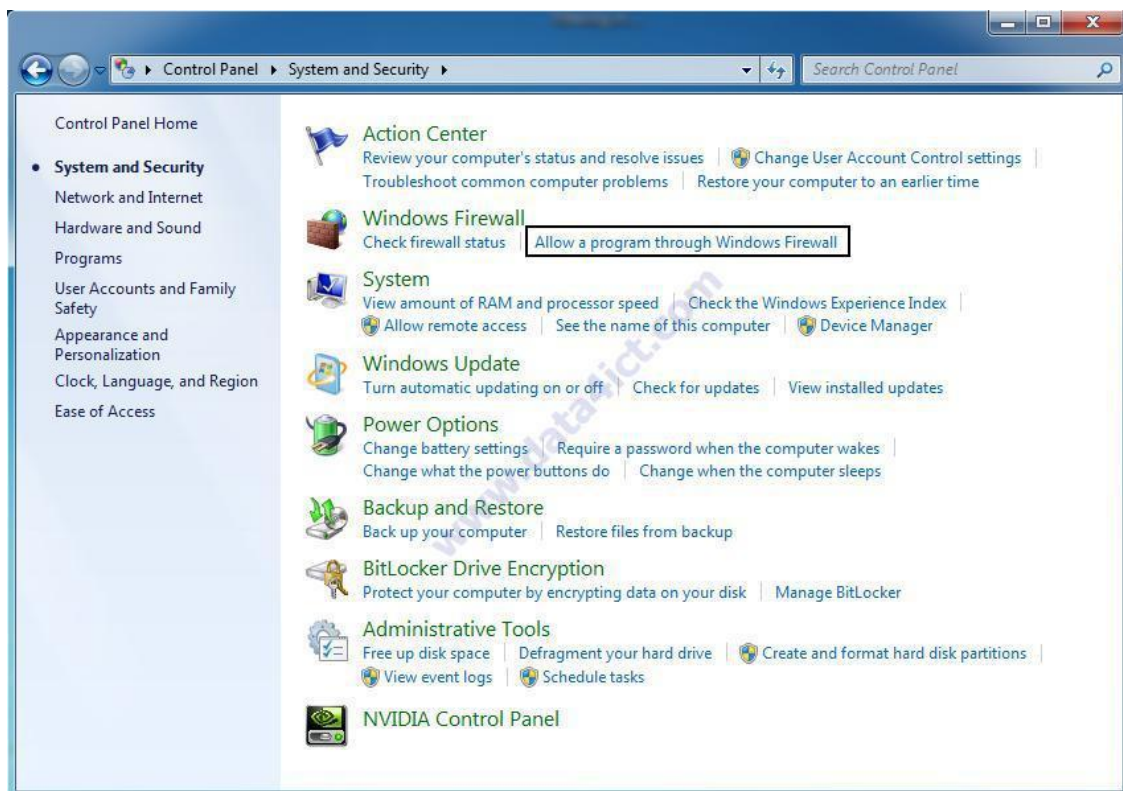 Control Panel
System and Security
Search Control Panel
Control Panel Home
System and Security
Network and Internet
Hardware and Sound
Programs
User Accounts and Family
Safety
Appearance and
Personalization
Clock, Language, and Region
Ease of Access
Action Center
Review your computer's status and resolve issues Change User Account Control settings
Troubleshoot common computer problems Restore your computer to an earlier time
Windows Firewall
Check firewall status Allow a program through Windows Firewall
System
View amount of RAM and processor speed Check the Windows Experience Index
Allow remote access See the name of this computer Device Manager
Windows Update
Turn automatic updating on or off Check for updates View installed updates
Power Options
Change battery settings Require a password when the computer wakes
Change what the power buttons do Change when the computer sleeps
Backup and Restore
Back up your computer Restore files from backup
BitLocker Drive Encryption
Protect your computer by encrypting data on your disk Manage BitLocker
Administrative Tools
Free up disk space Defragment your hard drive Create and format hard disk partitions
View event logs Schedule tasks
NVIDIA Control Panel
www.data4ict.com